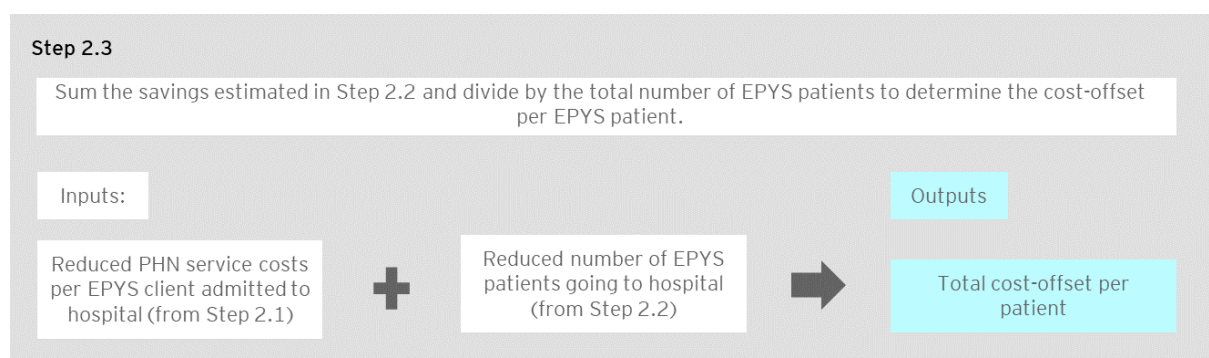 Step 2.3
Sum the savings estimated in Step 2.2 and divide by the total number of EPYS patients to determine the cost-offset
per EPYS patient.
Inputs:
Outputs
Reduced PHN service costs
per EPYS client admitted to
hospital (from Step 2.1)
Reduced number of EPYS
patients going to hospital
(from Step 2.2)
Total cost-offset per
patient